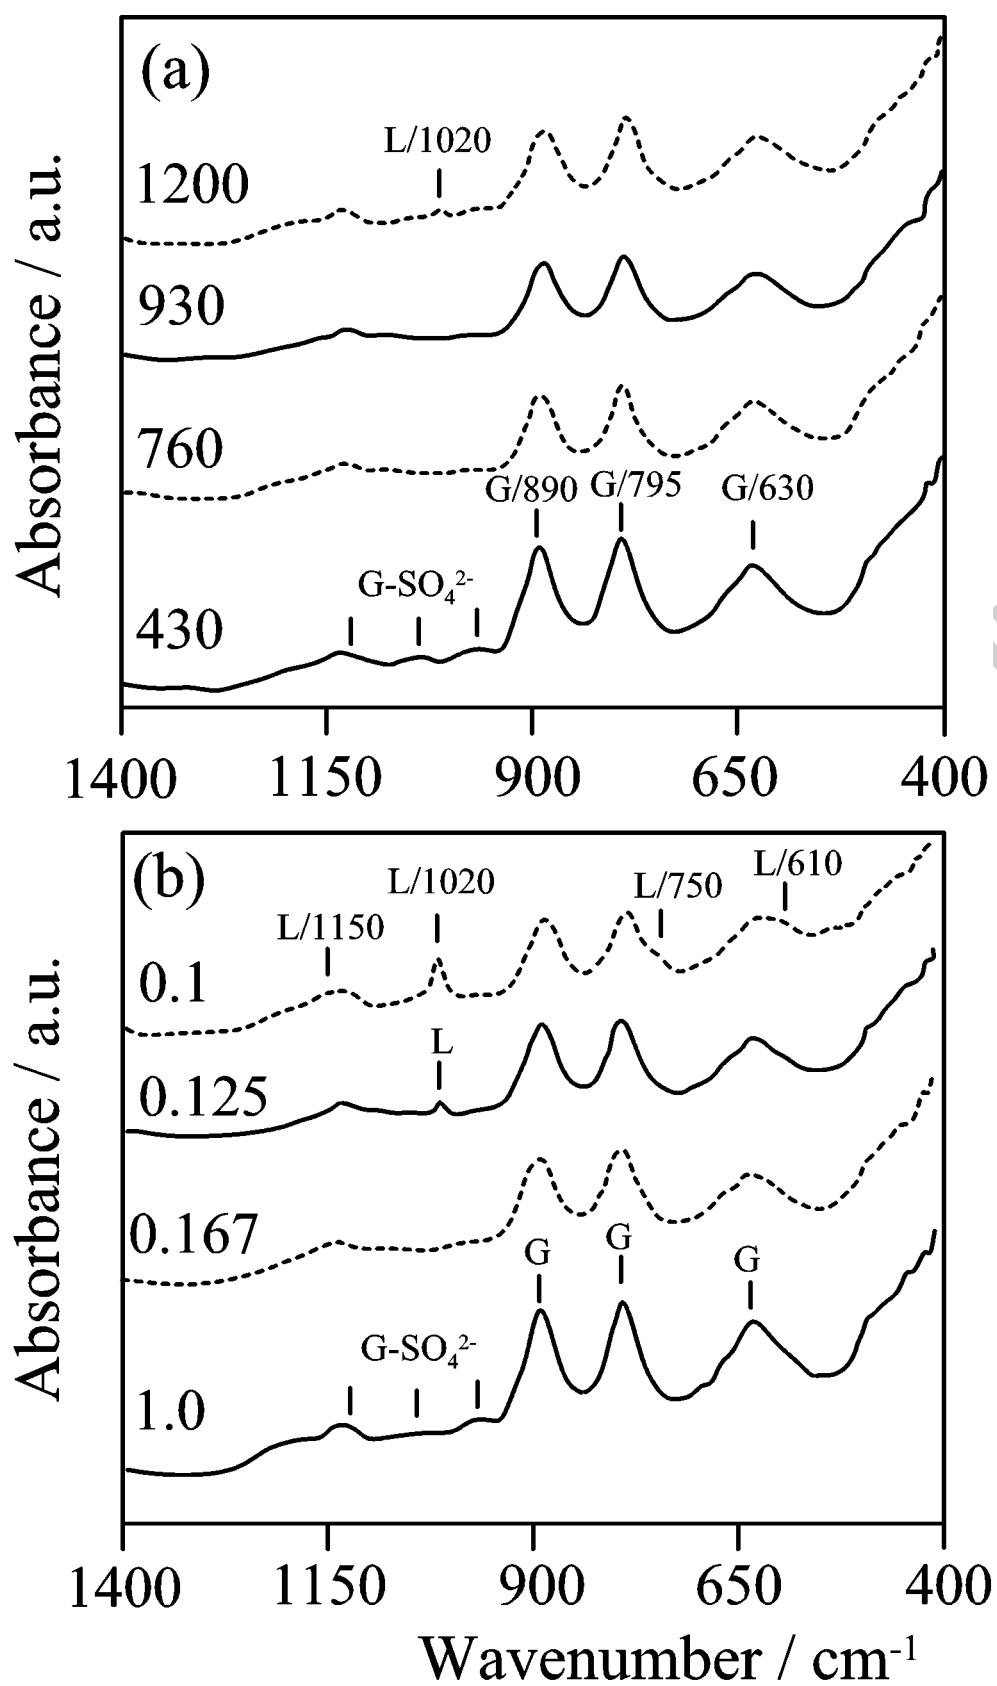 (a)
L/1020
1200
930
760
G/890 G/795 G/630
G-SO₄²⁻
430
Absorbance / a.u.
1400 1150 900 650 400
(b)
L/1150 L/1020 L/750 L/610
0.1
L
0.125
0.167
G G G
G-SO₄²⁻
1.0
Absorbance / a.u.
1400 1150 900 650 400
Wavenumber / cm⁻¹